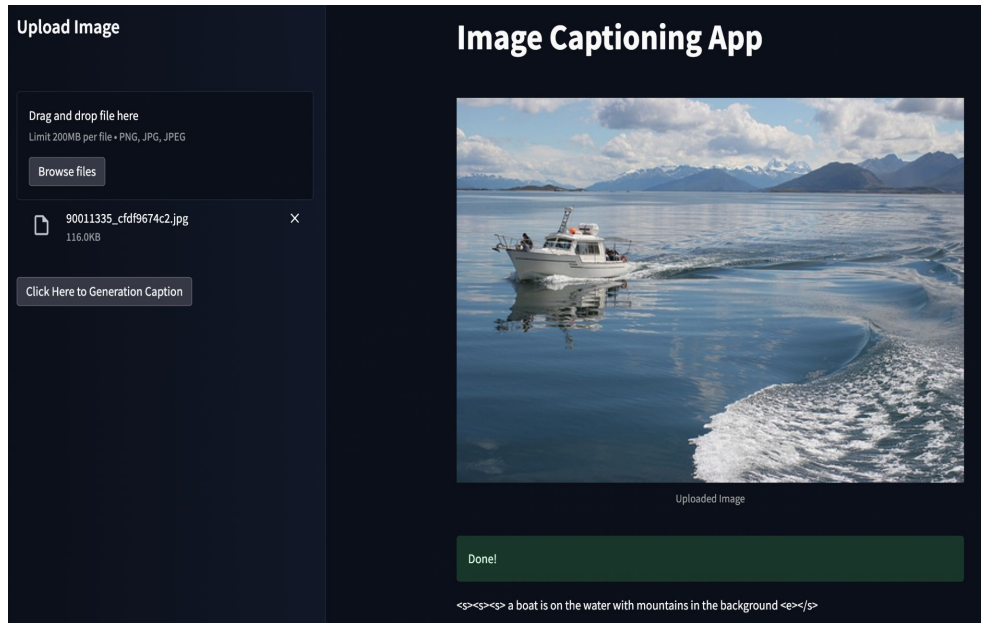 Upload Image
Drag and drop file here
Limit 200MB per file • PNG, JPG, JPEG
Browse files
90011335_cfdf9674c2.jpg
116.0KB
X
Click Here to Generation Caption
Image Captioning App
Uploaded Image
Done!
<s><s><s> a boat is on the water with mountains in the background <e></s>